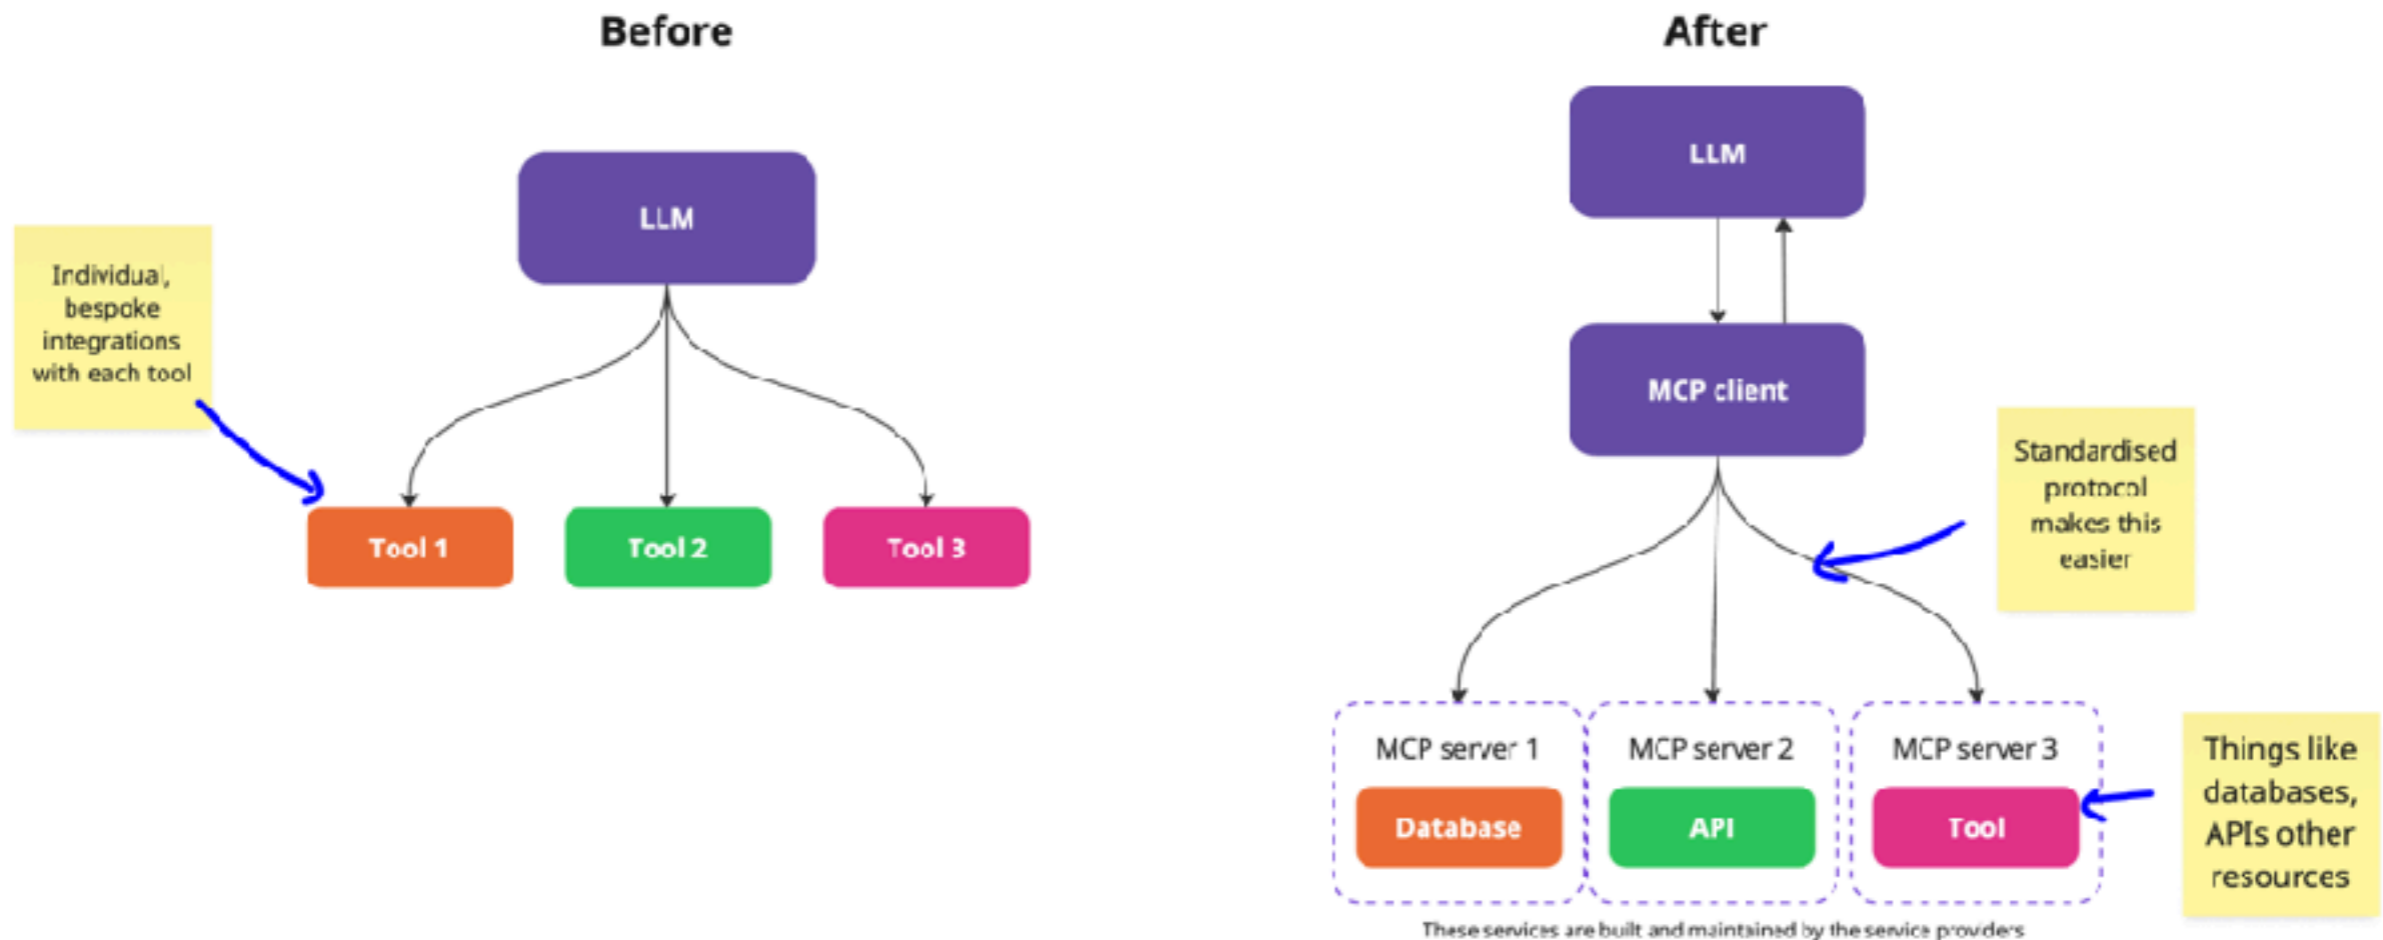 Before
After
LLM
Individual,
bespoke
integrations
with each tool
Tool 1
Tool 2
Tool 3
LLM
MCP client
Standardised
protocol
makes this
easier
MCP server 1
MCP server 2
MCP server 3
Database
API
Tool
Things like
databases,
APIs other
resources
These services are built and maintained by the service providers